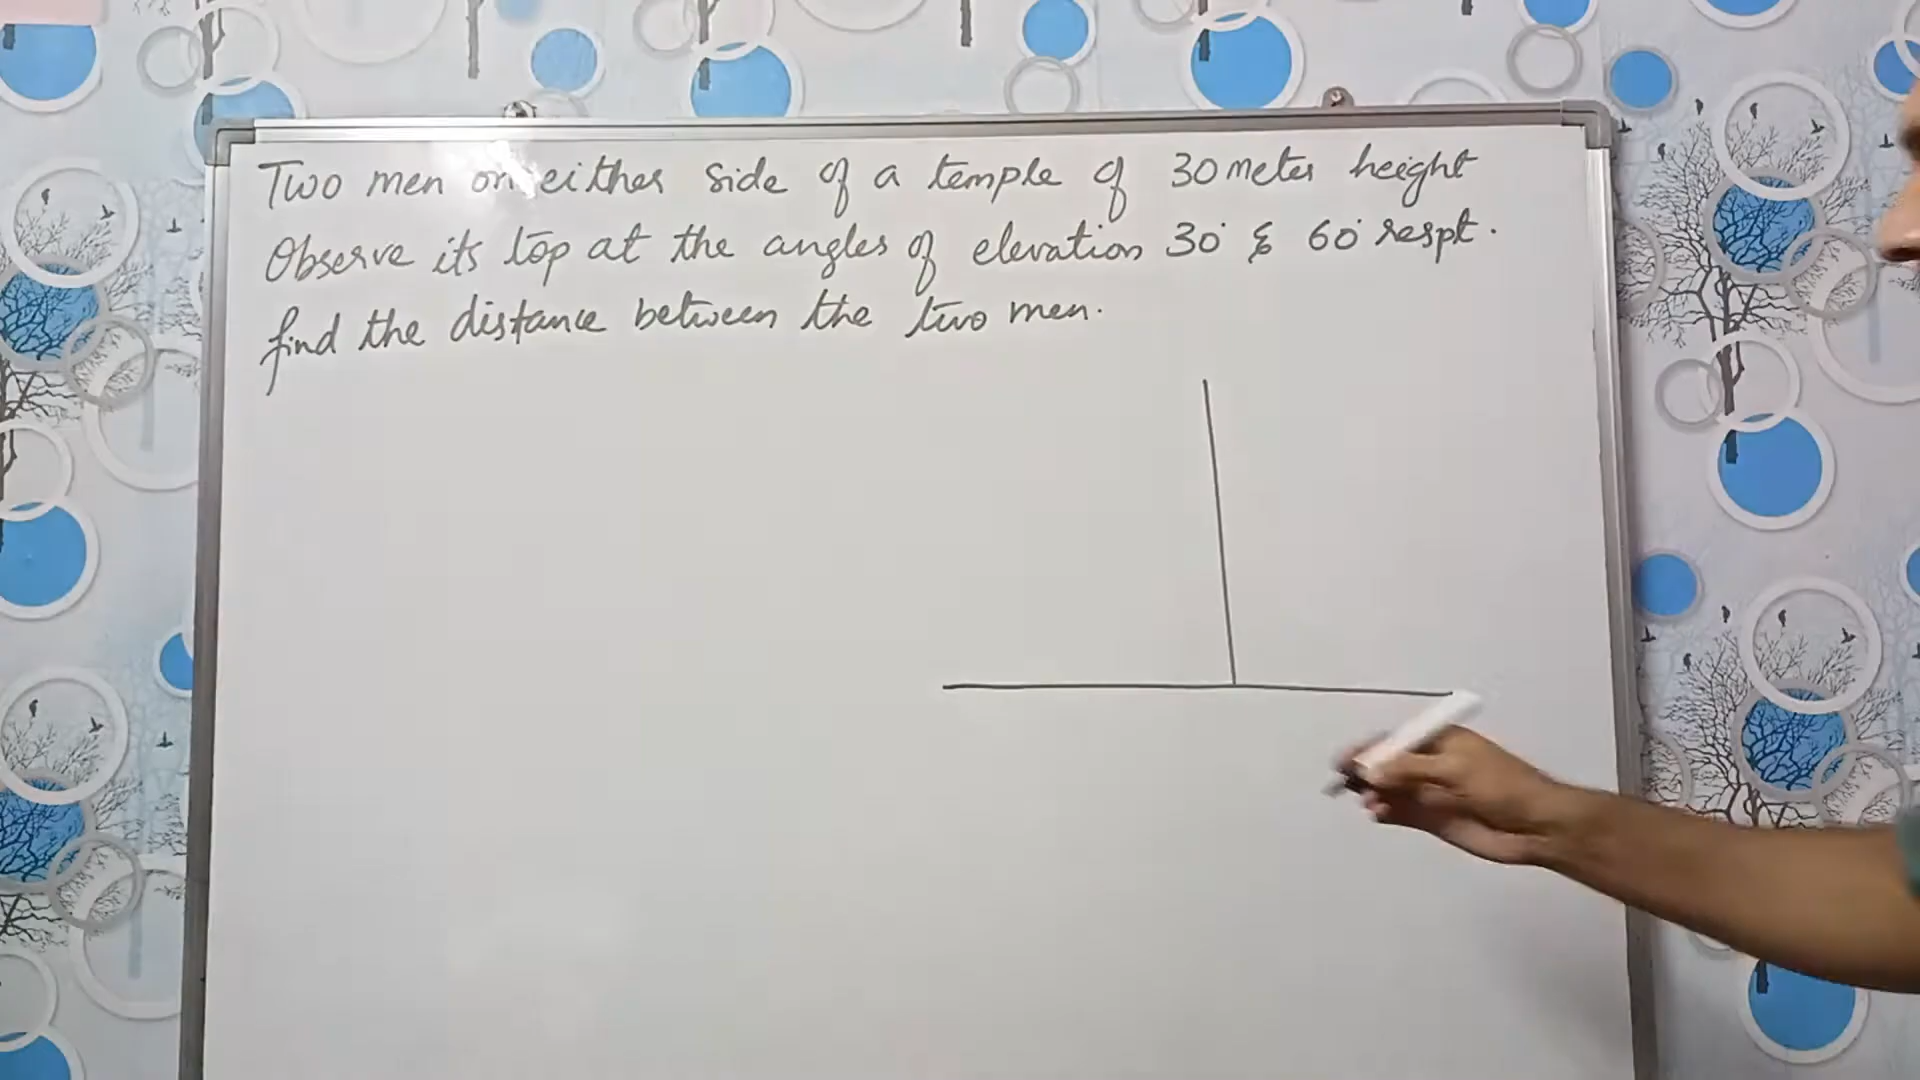 Two men on either side of a temple of 30 meter height
Observe its top at the angles of elevation 30° & 60° respt.
find the distance between the two men.